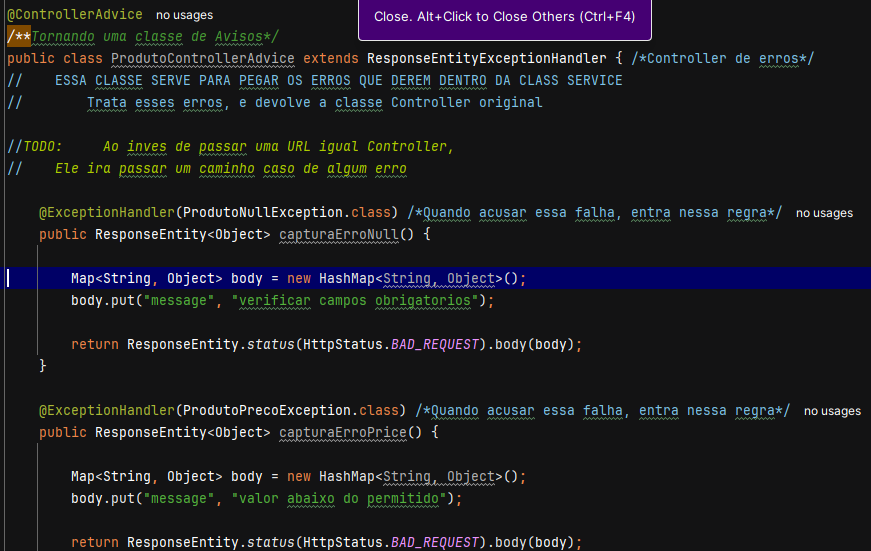 @ControllerAdvice no usages
Close. Alt+Click to Close Others (Ctrl+F4)
/**Tornando uma classe de Avisos*/
public class ProdutoControllerAdvice extends ResponseEntityExceptionHandler { /*Controller de erros*/
// ESSA CLASSE SERVE PARA PEGAR OS ERROS QUE DEREM DENTRO DA CLASS SERVICE
// Trata esses erros, e devolve a classe Controller original
//TODO: Ao inves de passar uma URL igual Controller,
// Ele ira passar um caminho caso de algum erro
@ExceptionHandler(ProdutoNullException.class) /*Quando acusar essa falha, entra nessa regra*/ no usages
public ResponseEntity<Object> capturaErroNull() {
Map<String, Object> body = new HashMap<String, Object>();
body.put("message", "verificar campos obrigatorios");
return ResponseEntity.status(HttpStatus.BAD_REQUEST).body(body);
}
@ExceptionHandler(ProdutoPrecoException.class) /*Quando acusar essa falha, entra nessa regra*/ no usages
public ResponseEntity<Object> capturaErroPrice() {
Map<String, Object> body = new HashMap<String, Object>();
body.put("message", "valor abaixo do permitido");
return ResponseEntity.status(HttpStatus.BAD_REQUEST).body(body);